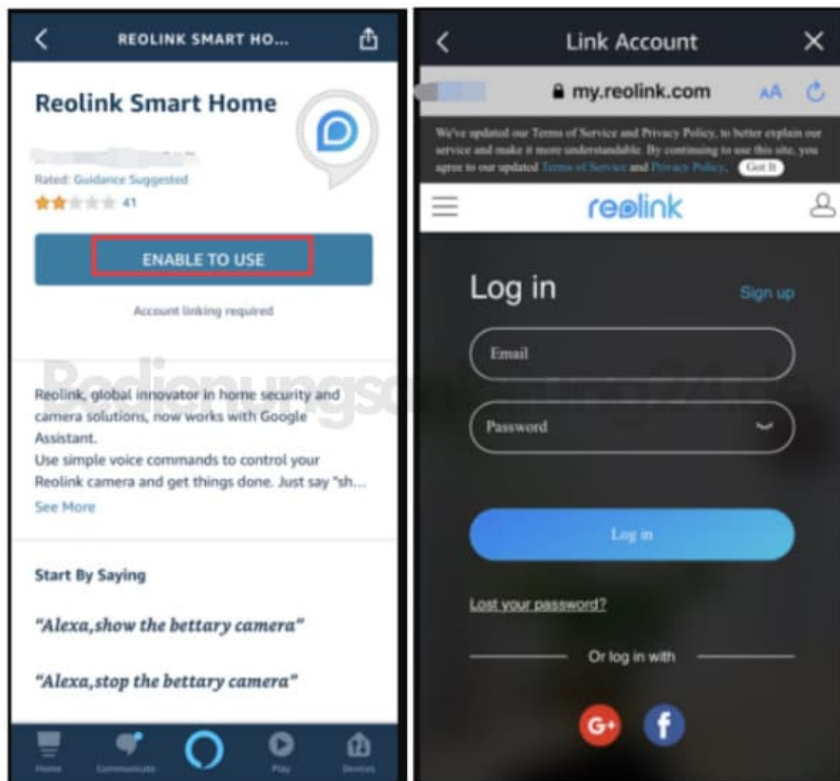 REOLINK SMART HO...
Reolink Smart Home
Rated: Guidance Suggested
41
ENABLE TO USE
Account linking required
Reolink, global innovator in home security and
camera solutions, now works with Google
Assistant.
Use simple voice commands to control your
Reolink camera and get things done. Just say "sh...
See More
Start By Saying
"Alexa,show the bettary camera"
"Alexa,stop the bettary camera"
Home
Communicate
Play
Devices
Link Account
my.reolink.com
AA
We've updated our Terms of Service and Privacy Policy, to better explain our
service and make it more understandable. By continuing to use this site, you
agree to our updated Terms of Service and Privacy Policy. Got It
reolink
Log in
Sign up
Email
Password
Log in
Lost your password?
Or log in with
G+
f